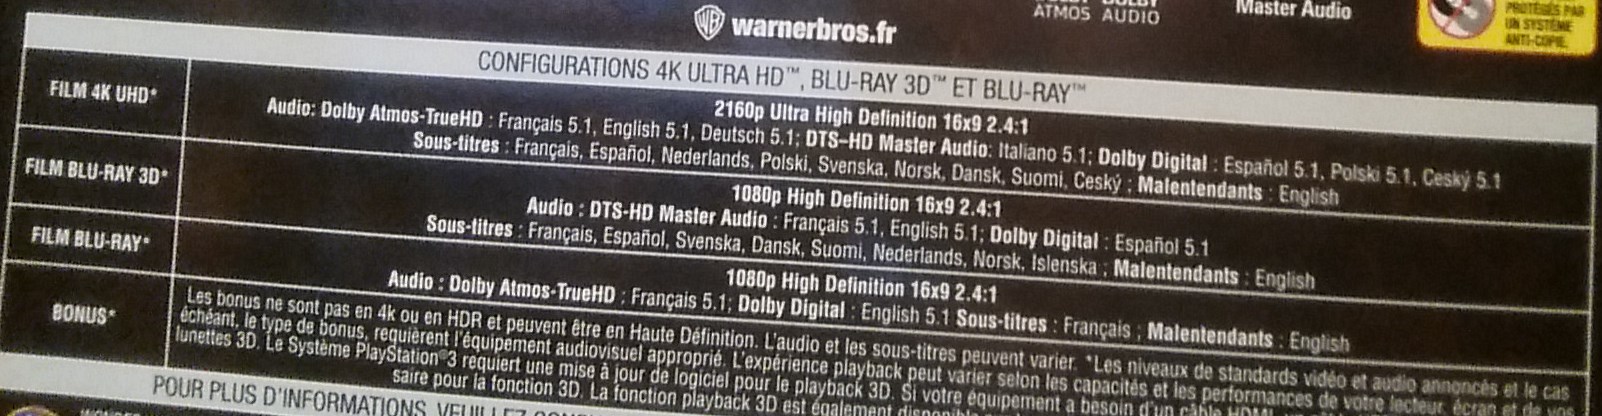 ATMOS AUDIO
Master Audio
PROTÉGÉS PAR
UN SYSTÈME
ANTI-COPIE
WB warnerbros.fr
CONFIGURATIONS 4K ULTRA HD™, BLU-RAY 3D™ ET BLU-RAY™
FILM 4K UHD*
2160p Ultra High Definition 16x9 2.4:1
Audio: Dolby Atmos-TrueHD : Français 5.1, English 5.1, Deutsch 5.1; DTS-HD Master Audio: Italiano 5.1; Dolby Digital : Español 5.1, Polski 5.1, Ceský 5.1
Sous-titres : Français, Español, Nederlands, Polski, Svenska, Norsk, Dansk, Suomi, Ceský ; Malentendants : English
FILM BLU-RAY 3D*
1080p High Definition 16x9 2.4:1
Audio : DTS-HD Master Audio : Français 5.1, English 5.1; Dolby Digital : Español 5.1
Sous-titres : Français, Español, Svenska, Dansk, Suomi, Nederlands, Norsk, Islenska ; Malentendants : English
FILM BLU-RAY*
1080p High Definition 16x9 2.4:1
Audio : Dolby Atmos-TrueHD : Français 5.1; Dolby Digital : English 5.1 Sous-titres : Français ; Malentendants : English
BONUS*
Les bonus ne sont pas en 4k ou en HDR et peuvent être en Haute Définition. L'audio et les sous-titres peuvent varier. *Les niveaux de standards vidéo et audio annoncés et le cas
échéant, le type de bonus, requièrent l'équipement audiovisuel approprié. L'expérience playback peut varier selon les capacités et les performances de votre lecteur, écran et des
lunettes 3D. Le Système PlayStation®3 requiert une mise à jour de logiciel pour le playback 3D. Si votre équipement a besoin d'un câble HDMI
saire pour la fonction 3D. La fonction playback 3D est également
POUR PLUS D'INFORMATIONS, VEUILLEZ